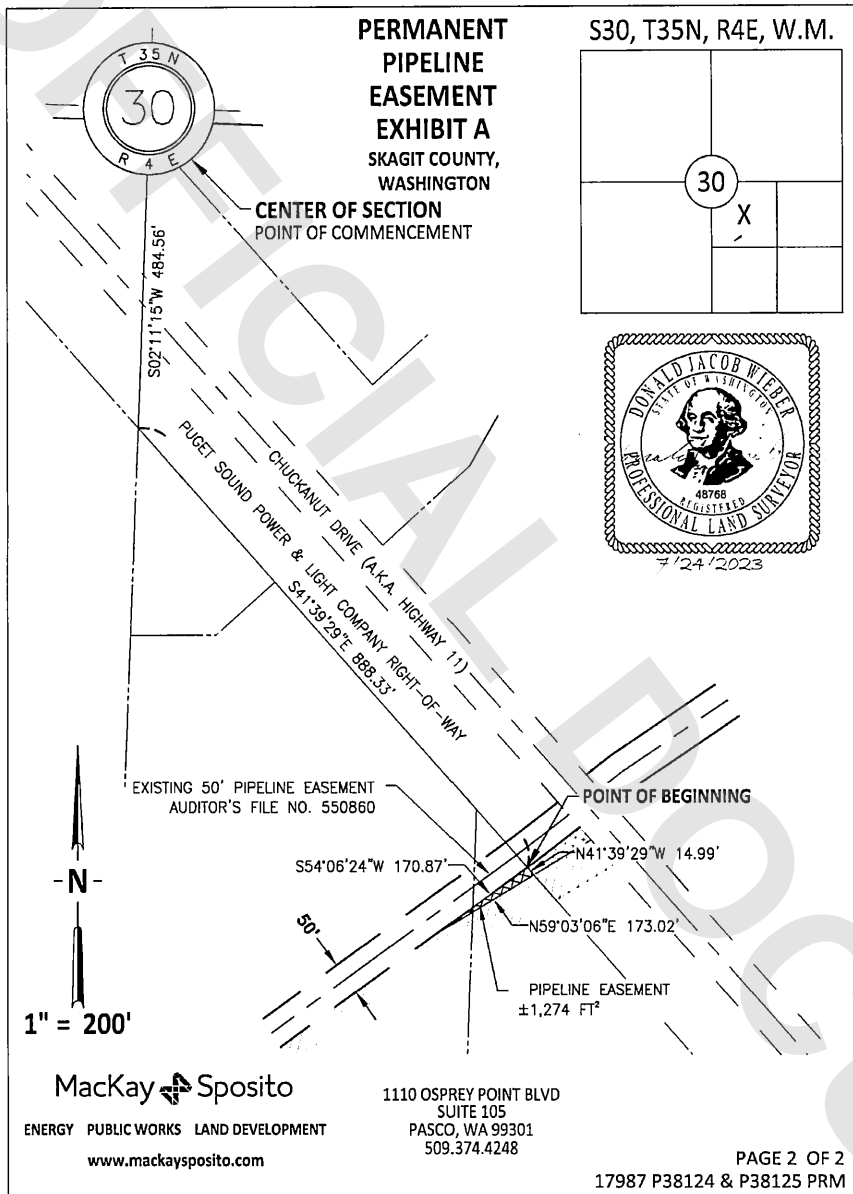 PERMANENT
PIPELINE
EASEMENT
EXHIBIT A
SKAGIT COUNTY,
WASHINGTON
S30, T35N, R4E, W.M.
T 35 N
30
R 4 E
CENTER OF SECTION
POINT OF COMMENCEMENT
30
X
S02°11'15"W 484.56'
DONALD JACOB WIEBER
STATE OF WASHINGTON
48768
REGISTERED
PROFESSIONAL LAND SURVEYOR
7/24/2023
CHUCKANUT DRIVE (A.K.A. HIGHWAY 11)
PUGET SOUND POWER & LIGHT COMPANY RIGHT-OF-WAY
S41°39'29"E 888.33'
EXISTING 50' PIPELINE EASEMENT
AUDITOR'S FILE NO. 550860
POINT OF BEGINNING
S54°06'24"W 170.87'
N41°39'29"W 14.99'
N59°03'06"E 173.02'
50'
PIPELINE EASEMENT
±1,274 FT²
-N-
1" = 200'
MacKay Sposito
ENERGY PUBLIC WORKS LAND DEVELOPMENT
www.mackaysposito.com
1110 OSPREY POINT BLVD
SUITE 105
PASCO, WA 99301
509.374.4248
PAGE 2 OF 2
17987 P38124 & P38125 PRM
OFFICIAL DOC